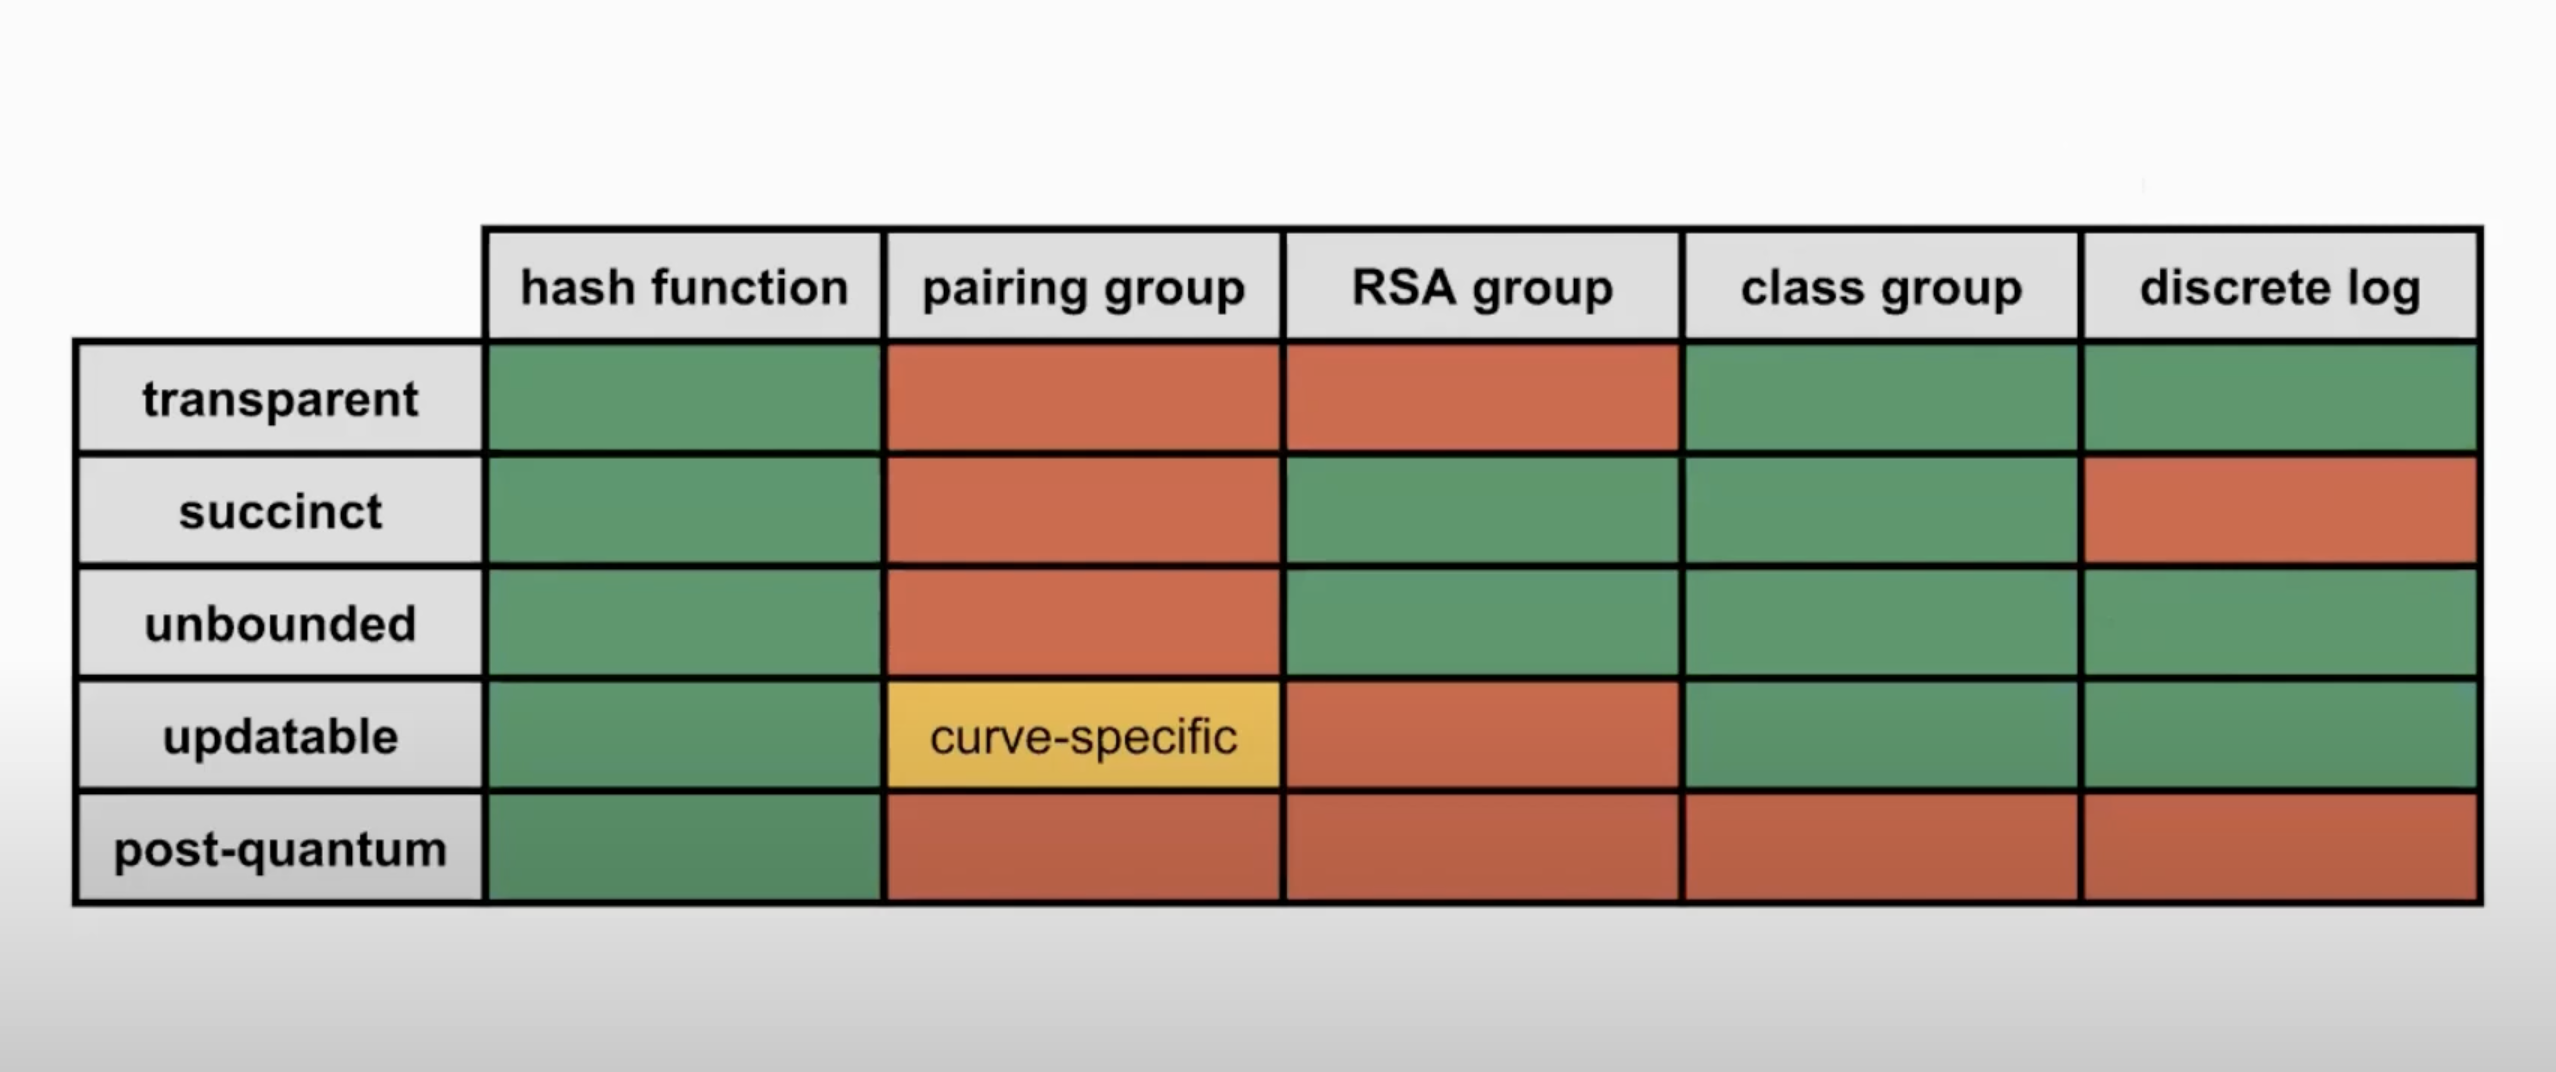 hash function pairing group RSA group class group discrete log
transparent
succinct
unbounded
updatable curve-specific
post-quantum